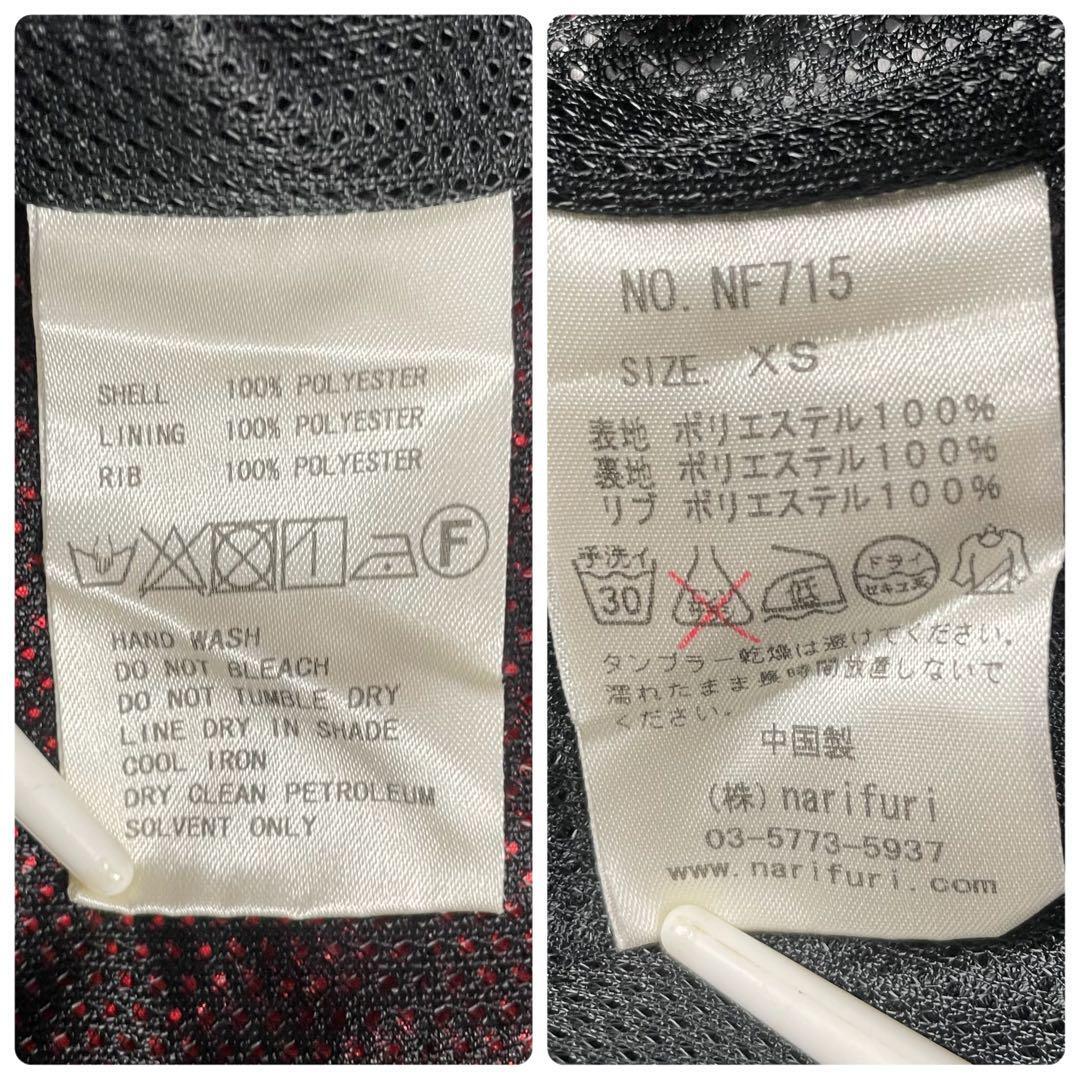 SHELL 100% POLYESTER
LINING 100% POLYESTER
RIB 100% POLYESTER
F
HAND WASH
DO NOT BLEACH
DO NOT TUMBLE DRY
LINE DRY IN SHADE
COOL IRON
DRY CLEAN PETROLEUM
SOLVENT ONLY
NO. NF715
SIZE. XS
表地 ポリエステル100%
裏地 ポリエステル100%
リブ ポリエステル100%
手洗イ 30 低 ドライ セキユ系
タンブラー乾燥は避けてください。
濡れたまま長時間放置しないで
ください。
中国製
(株) narifuri
03-5773-5937
www.narifuri.com